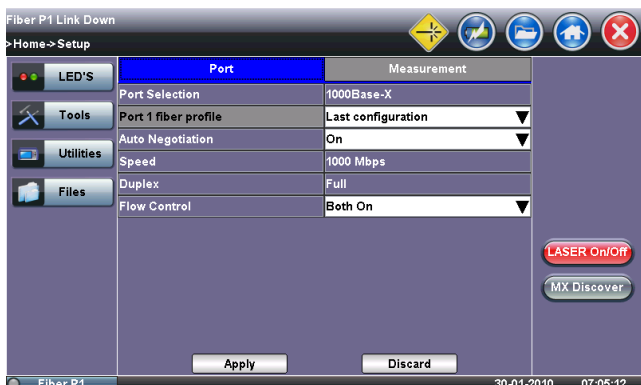 Fiber P1 Link Down
>Home->Setup
LED'S
Tools
Utilities
Files
Port
Measurement
Port Selection
1000Base-X
Port 1 fiber profile
Last configuration
Auto Negotiation
On
Speed
1000 Mbps
Duplex
Full
Flow Control
Both On
LASER On/Off
MX Discover
Apply
Discard
Fiber P1
30-01-2010 07:05:12